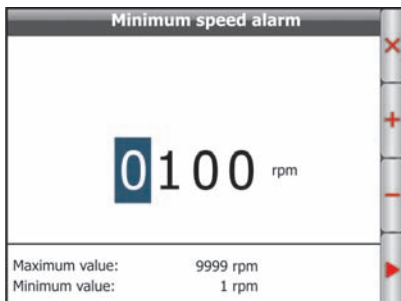 Minimum speed alarm
0100 rpm
Maximum value: 9999 rpm
Minimum value: 1 rpm